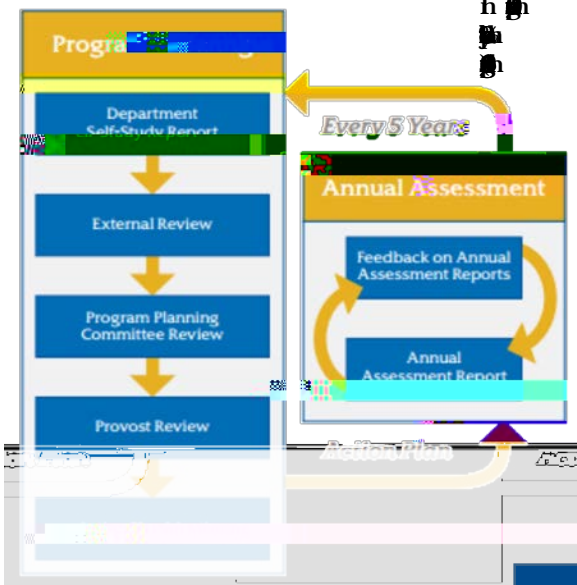 Department
Self-Study Report
External Review
Program Planning
Committee Review
Provost Review
Every 5 Years
Annual Assessment
Feedback on Annual
Assessment Reports
Annual
Assessment Report
Action Plan